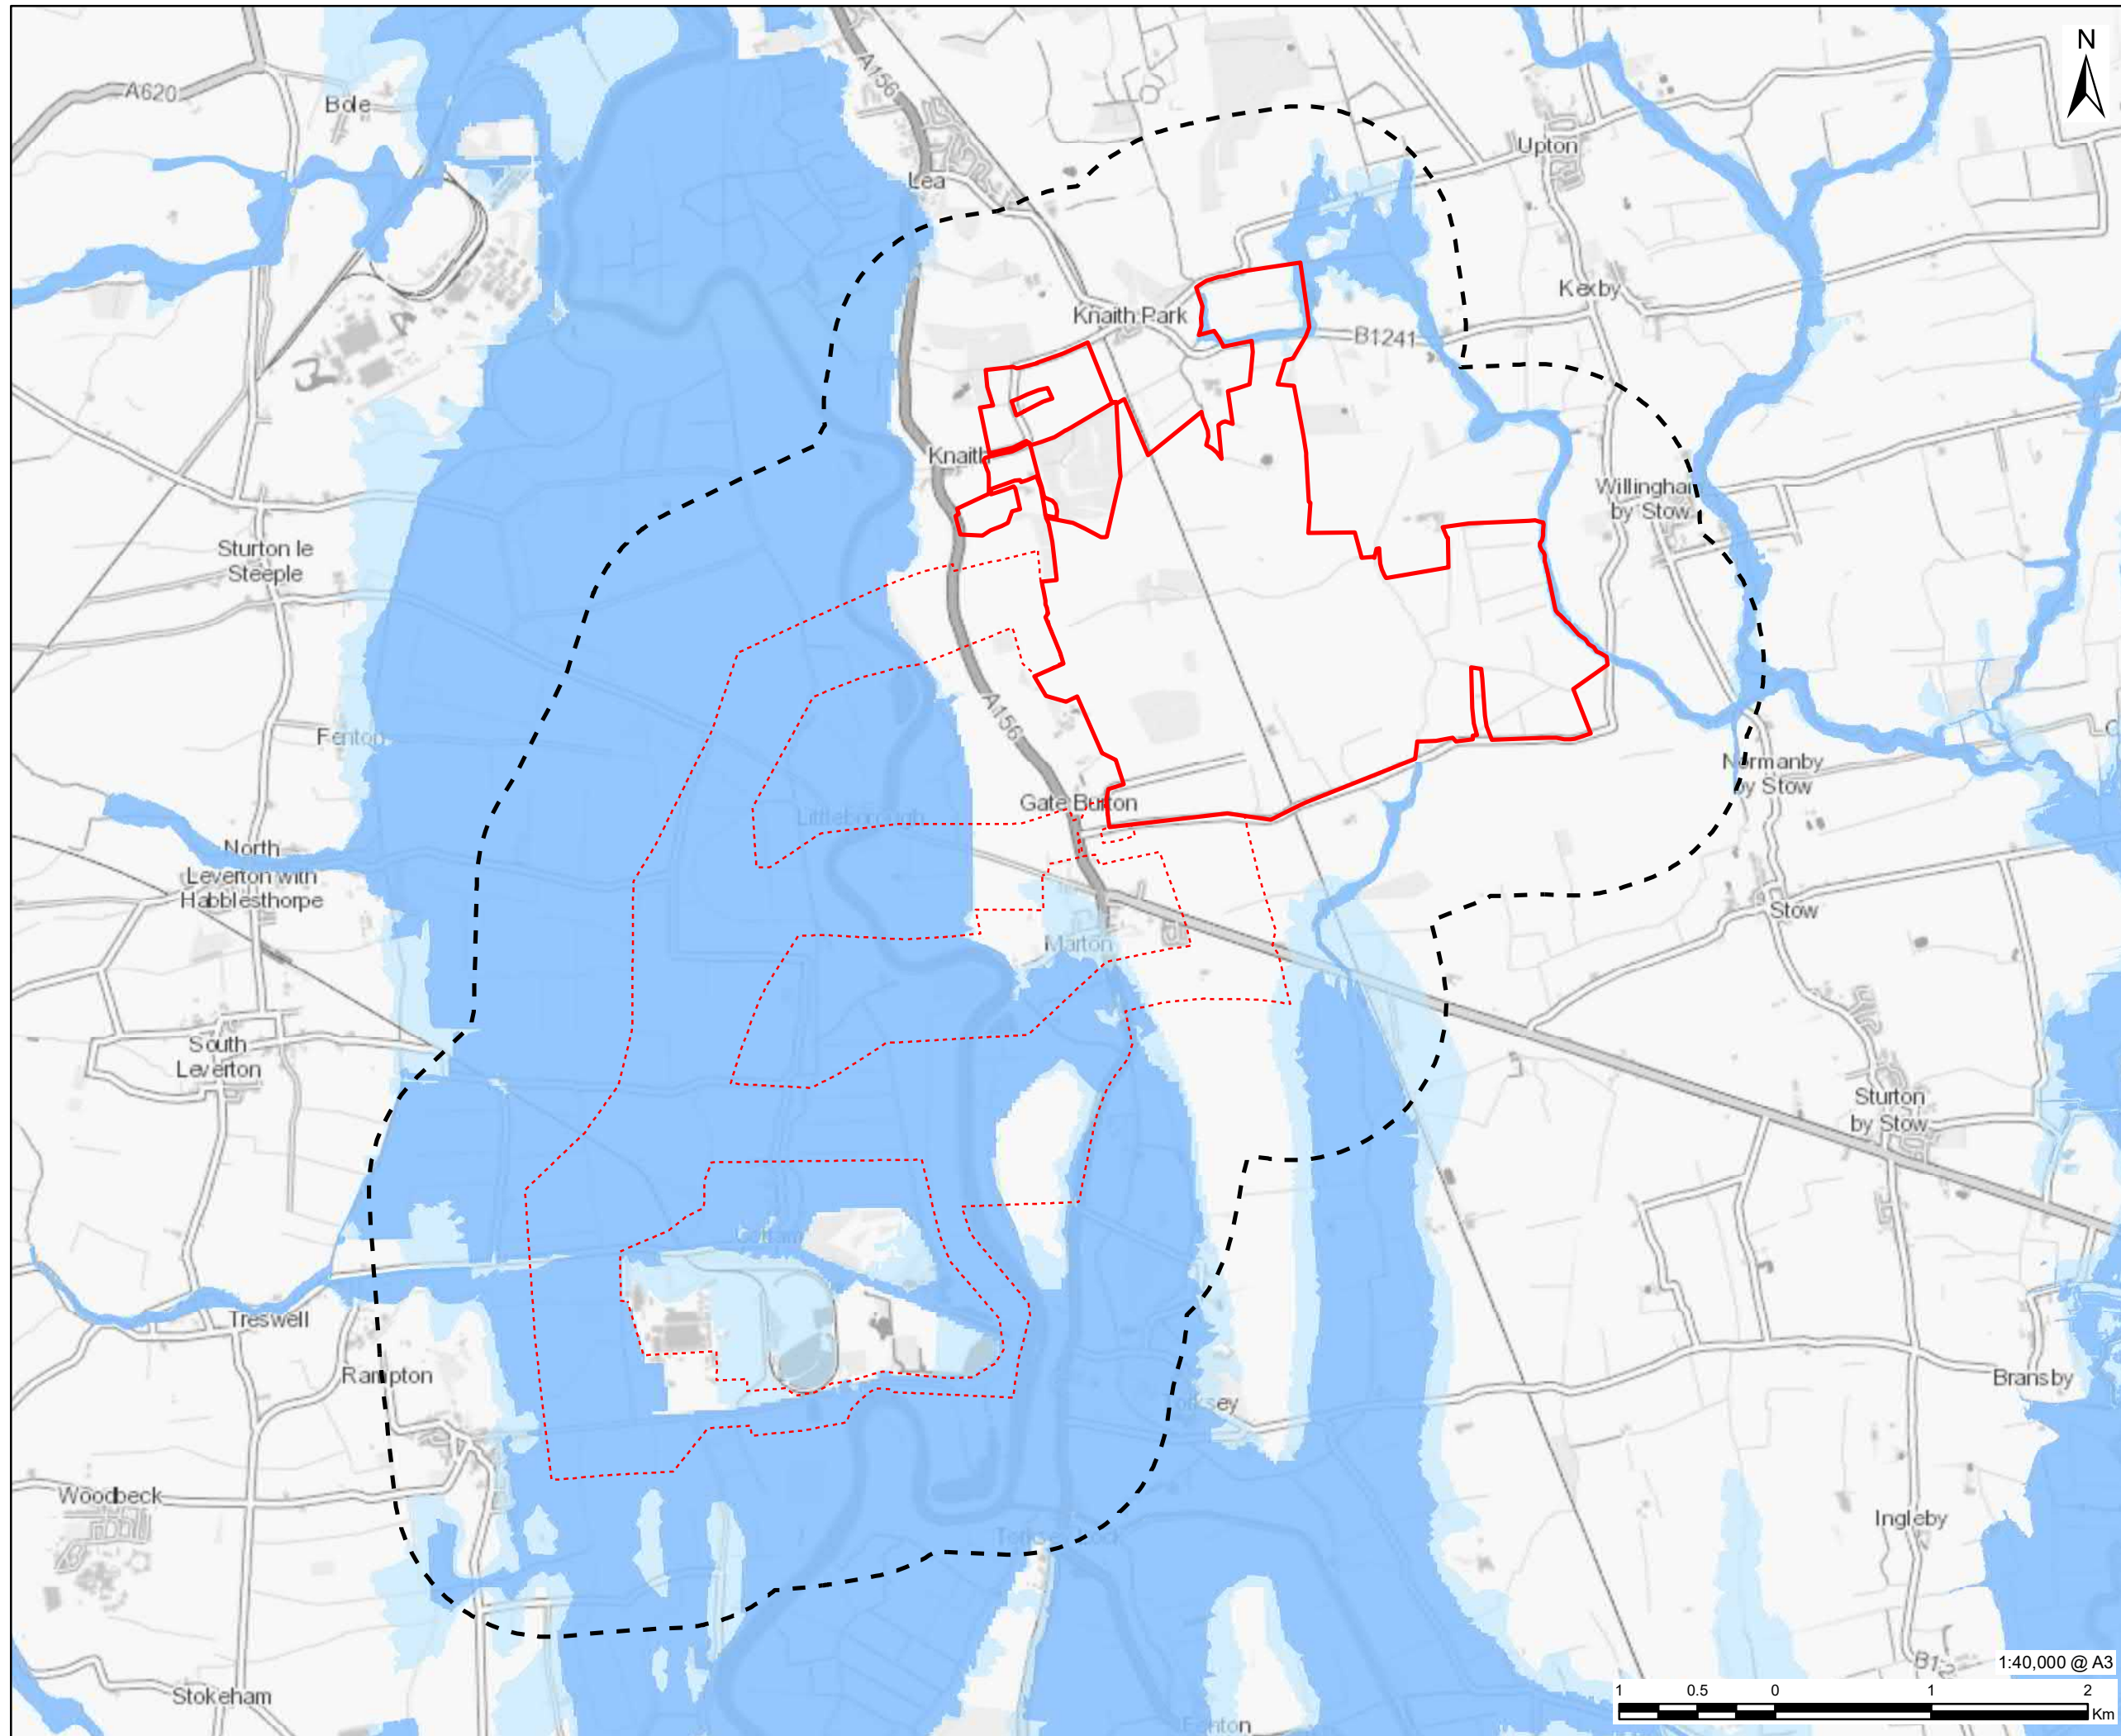 N
A620
Bole
A156
Upton
Lea
Kexby
Knaith Park
B1241
Knaith
Willingham
by Stow
Sturton le
Steeple
Fenton
A156
Normanby
by Stow
Gate Burton
Littleborough
North
Leverton with
Habblesthorpe
Stow
Marton
South
Leverton
Sturton
by Stow
Cottam
Treswell
Rampton
Bransby
Woodbeck
Ingleby
1:40,000 @ A3
Stokeham
1 0.5 0 1 2
Km
Fenton